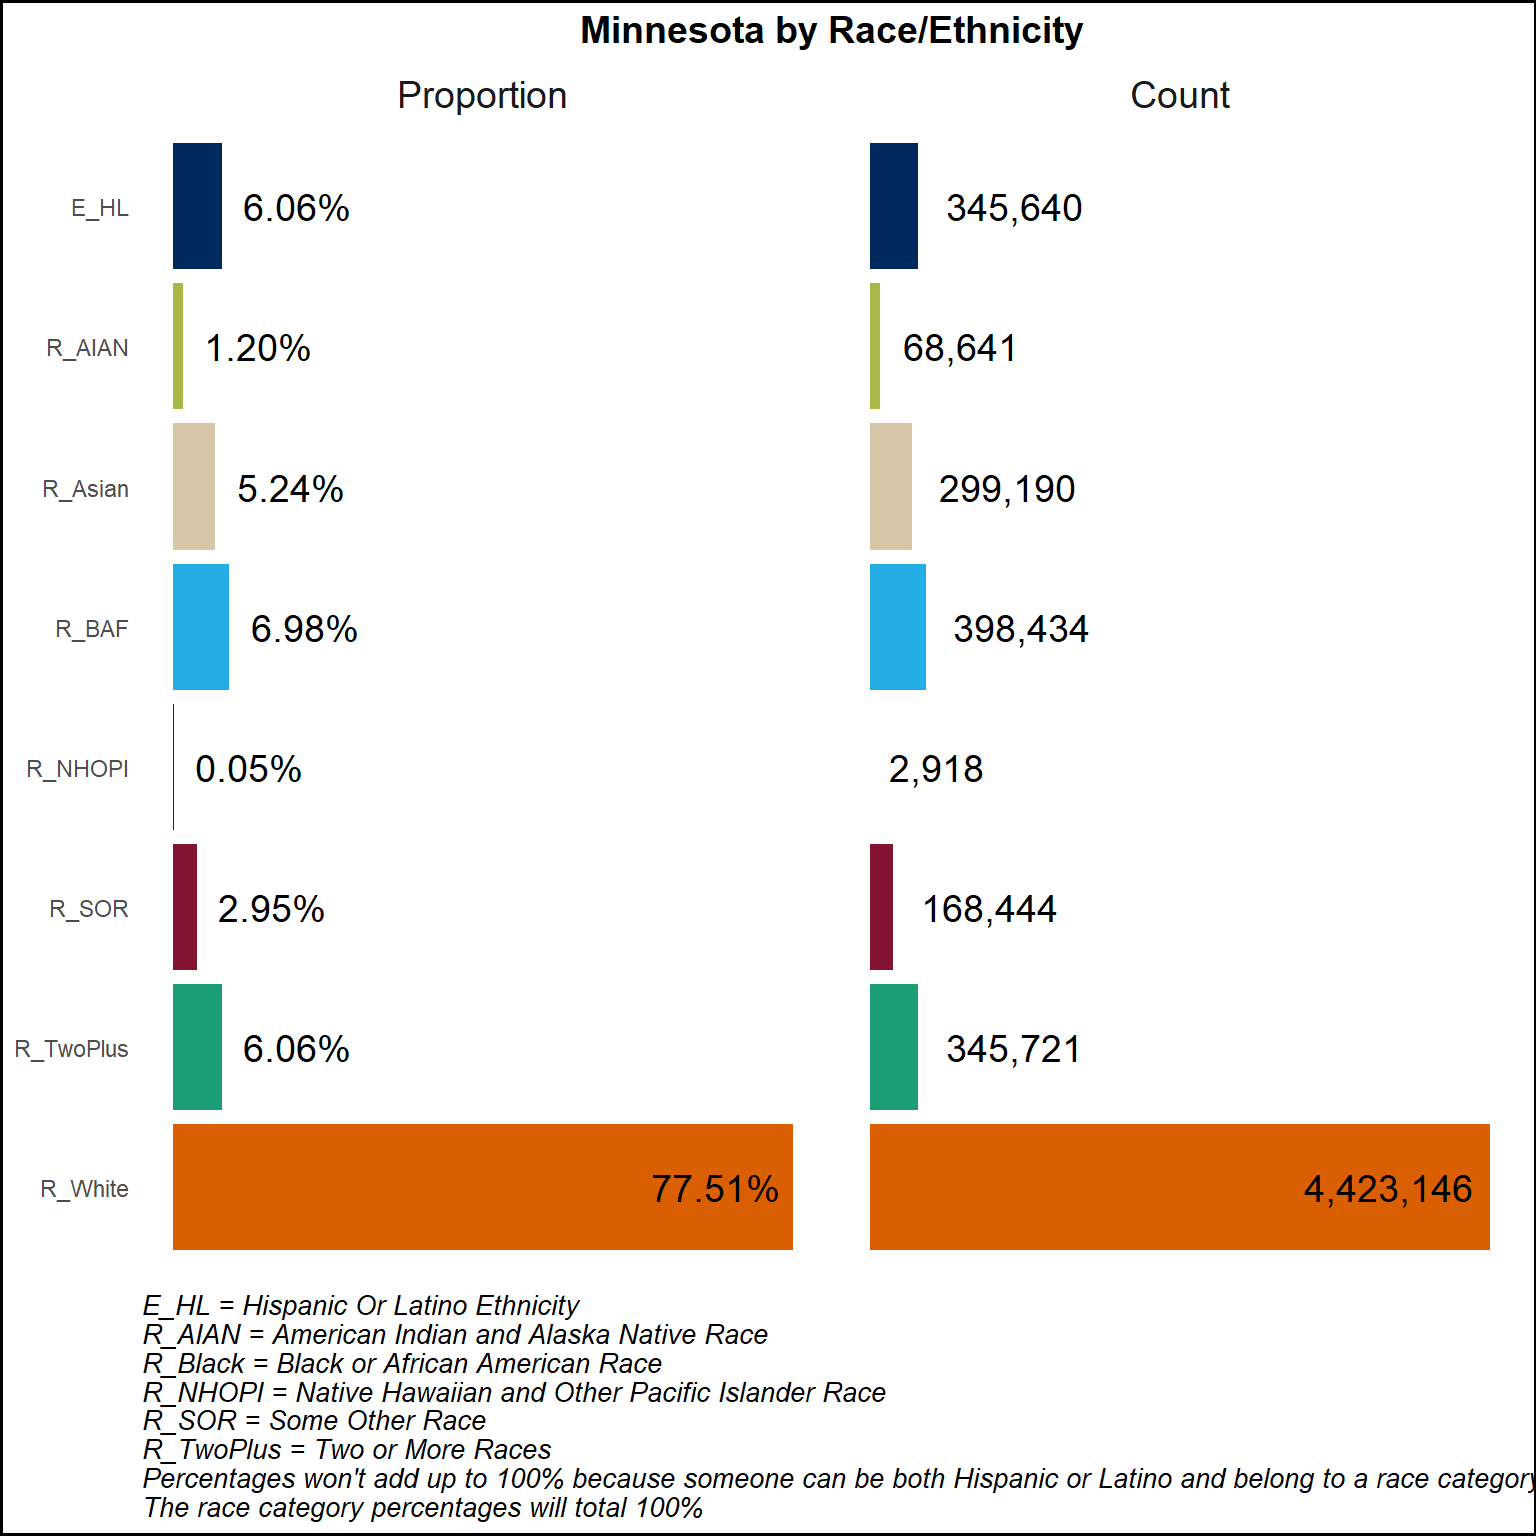 Minnesota by Race/Ethnicity
Proportion Count
E_HL 6.06% 345,640
R_AIAN 1.20% 68,641
R_Asian 5.24% 299,190
R_BAF 6.98% 398,434
R_NHOPI 0.05% 2,918
R_SOR 2.95% 168,444
R_TwoPlus 6.06% 345,721
R_White 77.51% 4,423,146
E_HL = Hispanic Or Latino Ethnicity
R_AIAN = American Indian and Alaska Native Race
R_Black = Black or African American Race
R_NHOPI = Native Hawaiian and Other Pacific Islander Race
R_SOR = Some Other Race
R_TwoPlus = Two or More Races
Percentages won't add up to 100% because someone can be both Hispanic or Latino and belong to a race category
The race category percentages will total 100%